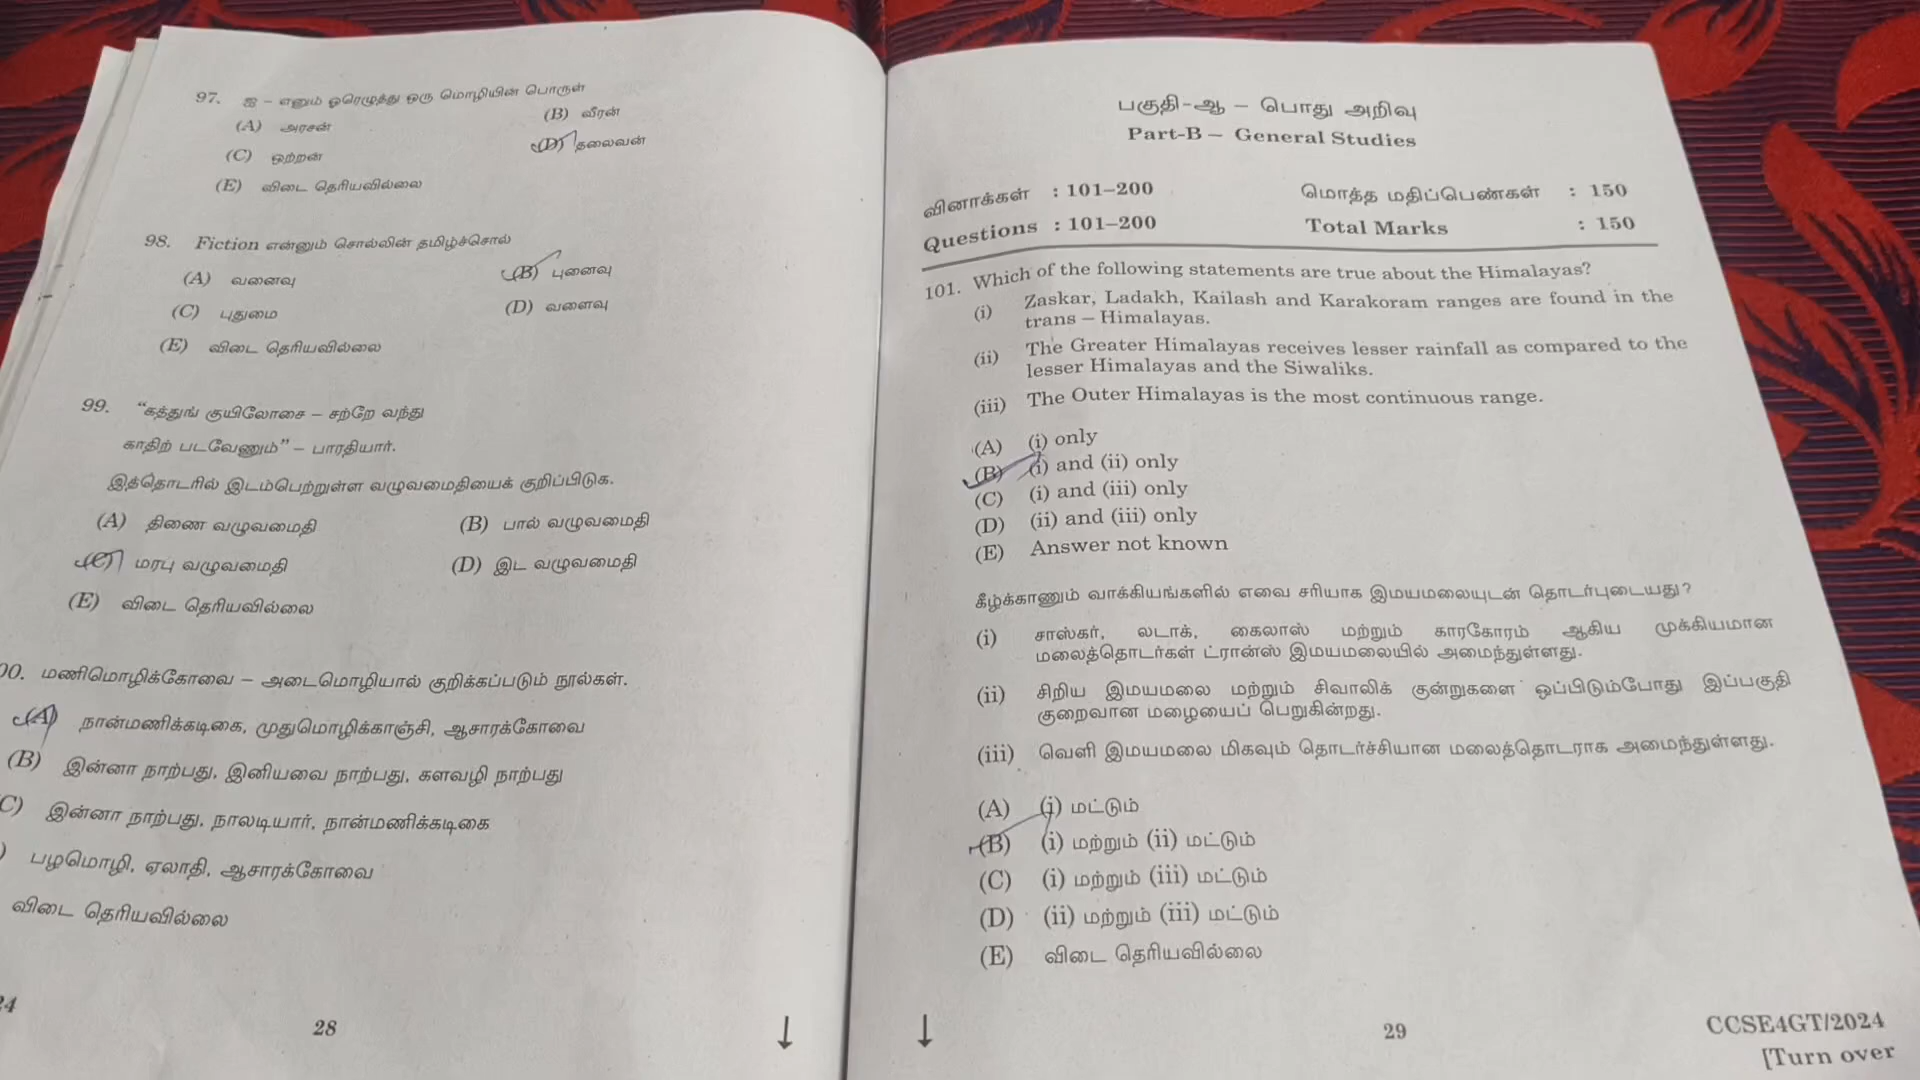 97. ஐ – எனும் ஓரெழுத்து ஒரு மொழியின் பொருள்
(A) அரசன்
(B) வீரன்
(C) ஒற்றன்
(D) தலைவன்
(E) விடை தெரியவில்லை
98. Fiction என்னும் சொல்லின் தமிழ்ச்சொல்
(A) வனைவு
(B) புனைவு
(C) புதுமை
(D) வளைவு
(E) விடை தெரியவில்லை
99. “கத்துங் குயிலோசை – சற்றே வந்து
காதிற் படவேணும்” – பாரதியார்.
இத்தொடரில் இடம்பெற்றுள்ள வழுவமைதியைக் குறிப்பிடுக.
(A) திணை வழுவமைதி
(B) பால் வழுவமைதி
(C) மரபு வழுவமைதி
(D) இட வழுவமைதி
(E) விடை தெரியவில்லை
00. மணிமொழிக்கோவை – அடைமொழியால் குறிக்கப்படும் நூல்கள்.
(A) நான்மணிக்கடிகை, முதுமொழிக்காஞ்சி, ஆசாரக்கோவை
(B) இன்னா நாற்பது, இனியவை நாற்பது, களவழி நாற்பது
C) இன்னா நாற்பது, நாலடியார், நான்மணிக்கடிகை
) பழமொழி, ஏலாதி, ஆசாரக்கோவை
விடை தெரியவில்லை
24
28
↓
பகுதி-ஆ – பொது அறிவு
Part-B – General Studies
வினாக்கள் : 101–200 மொத்த மதிப்பெண்கள் : 150
Questions : 101–200 Total Marks : 150
101. Which of the following statements are true about the Himalayas?
(i) Zaskar, Ladakh, Kailash and Karakoram ranges are found in the
trans – Himalayas.
(ii) The Greater Himalayas receives lesser rainfall as compared to the
lesser Himalayas and the Siwaliks.
(iii) The Outer Himalayas is the most continuous range.
(A) (i) only
(B) (i) and (ii) only
(C) (i) and (iii) only
(D) (ii) and (iii) only
(E) Answer not known
கீழ்க்காணும் வாக்கியங்களில் எவை சரியாக இமயமலையுடன் தொடர்புடையது?
(i) சாஸ்கர், லடாக், கைலாஸ் மற்றும் காரகோரம் ஆகிய முக்கியமான
மலைத்தொடர்கள் ட்ரான்ஸ் இமயமலையில் அமைந்துள்ளது.
(ii) சிறிய இமயமலை மற்றும் சிவாலிக் குன்றுகளை ஒப்பிடும்போது இப்பகுதி
குறைவான மழையைப் பெறுகின்றது.
(iii) வெளி இமயமலை மிகவும் தொடர்ச்சியான மலைத்தொடராக அமைந்துள்ளது.
(A) (i) மட்டும்
(B) (i) மற்றும் (ii) மட்டும்
(C) (i) மற்றும் (iii) மட்டும்
(D) (ii) மற்றும் (iii) மட்டும்
(E) விடை தெரியவில்லை
↓
29
CCSE4GT/2024
[Turn over